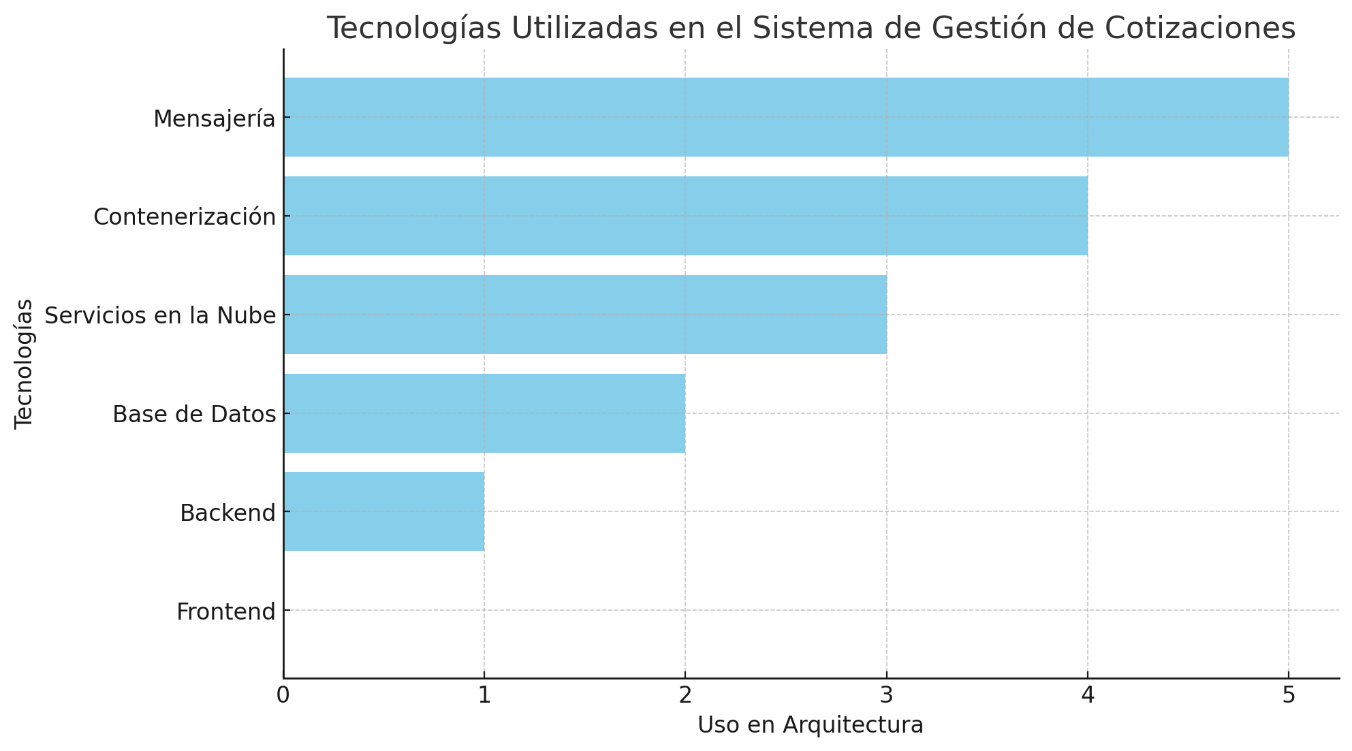 Tecnologías Utilizadas en el Sistema de Gestión de Cotizaciones
Mensajería
Contenerización
Servicios en la Nube
Base de Datos
Backend
Frontend
Tecnologías
0 1 2 3 4 5
Uso en Arquitectura